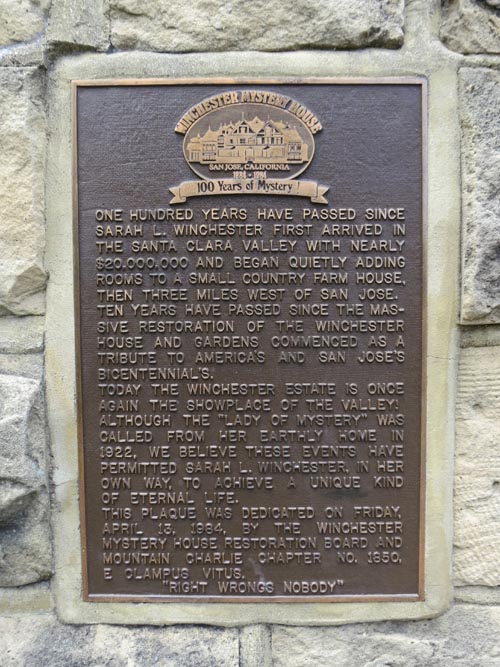 WINCHESTER MYSTERY HOUSE
SAN JOSE, CALIFORNIA
1884 - 1984
100 Years of Mystery!
ONE HUNDRED YEARS HAVE PASSED SINCE
SARAH L. WINCHESTER FIRST ARRIVED IN
THE SANTA CLARA VALLEY WITH NEARLY
$20,000,000 AND BEGAN QUIETLY ADDING
ROOMS TO A SMALL COUNTRY FARM HOUSE,
THEN THREE MILES WEST OF SAN JOSE.
TEN YEARS HAVE PASSED SINCE THE MAS-
SIVE RESTORATION OF THE WINCHESTER
HOUSE AND GARDENS COMMENCED AS A
TRIBUTE TO AMERICA'S AND SAN JOSE'S
BICENTENNIAL'S.
TODAY THE WINCHESTER ESTATE IS ONCE
AGAIN THE SHOWPLACE OF THE VALLEY!
ALTHOUGH THE "LADY OF MYSTERY" WAS
CALLED FROM HER EARTHLY HOME IN
1922, WE BELIEVE THESE EVENTS HAVE
PERMITTED SARAH L. WINCHESTER, IN HER
OWN WAY, TO ACHIEVE A UNIQUE KIND
OF ETERNAL LIFE.
THIS PLAQUE WAS DEDICATED ON FRIDAY,
APRIL 13, 1984, BY THE WINCHESTER
MYSTERY HOUSE RESTORATION BOARD AND
MOUNTAIN CHARLIE CHAPTER NO. 1850,
E CLAMPUS VITUS.
"RIGHT WRONGS NOBODY"